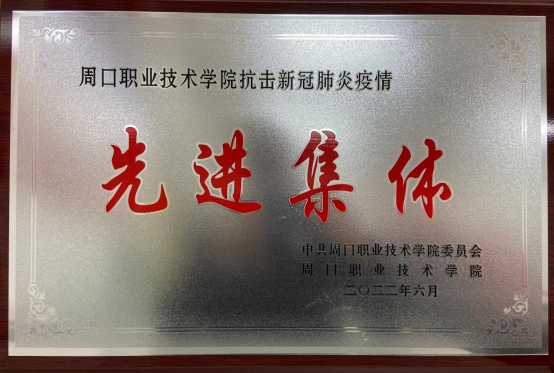 周口职业技术学院抗击新冠肺炎疫情
先进集体
中共周口职业技术学院委员会
周口职业技术学院
二〇二二年六月